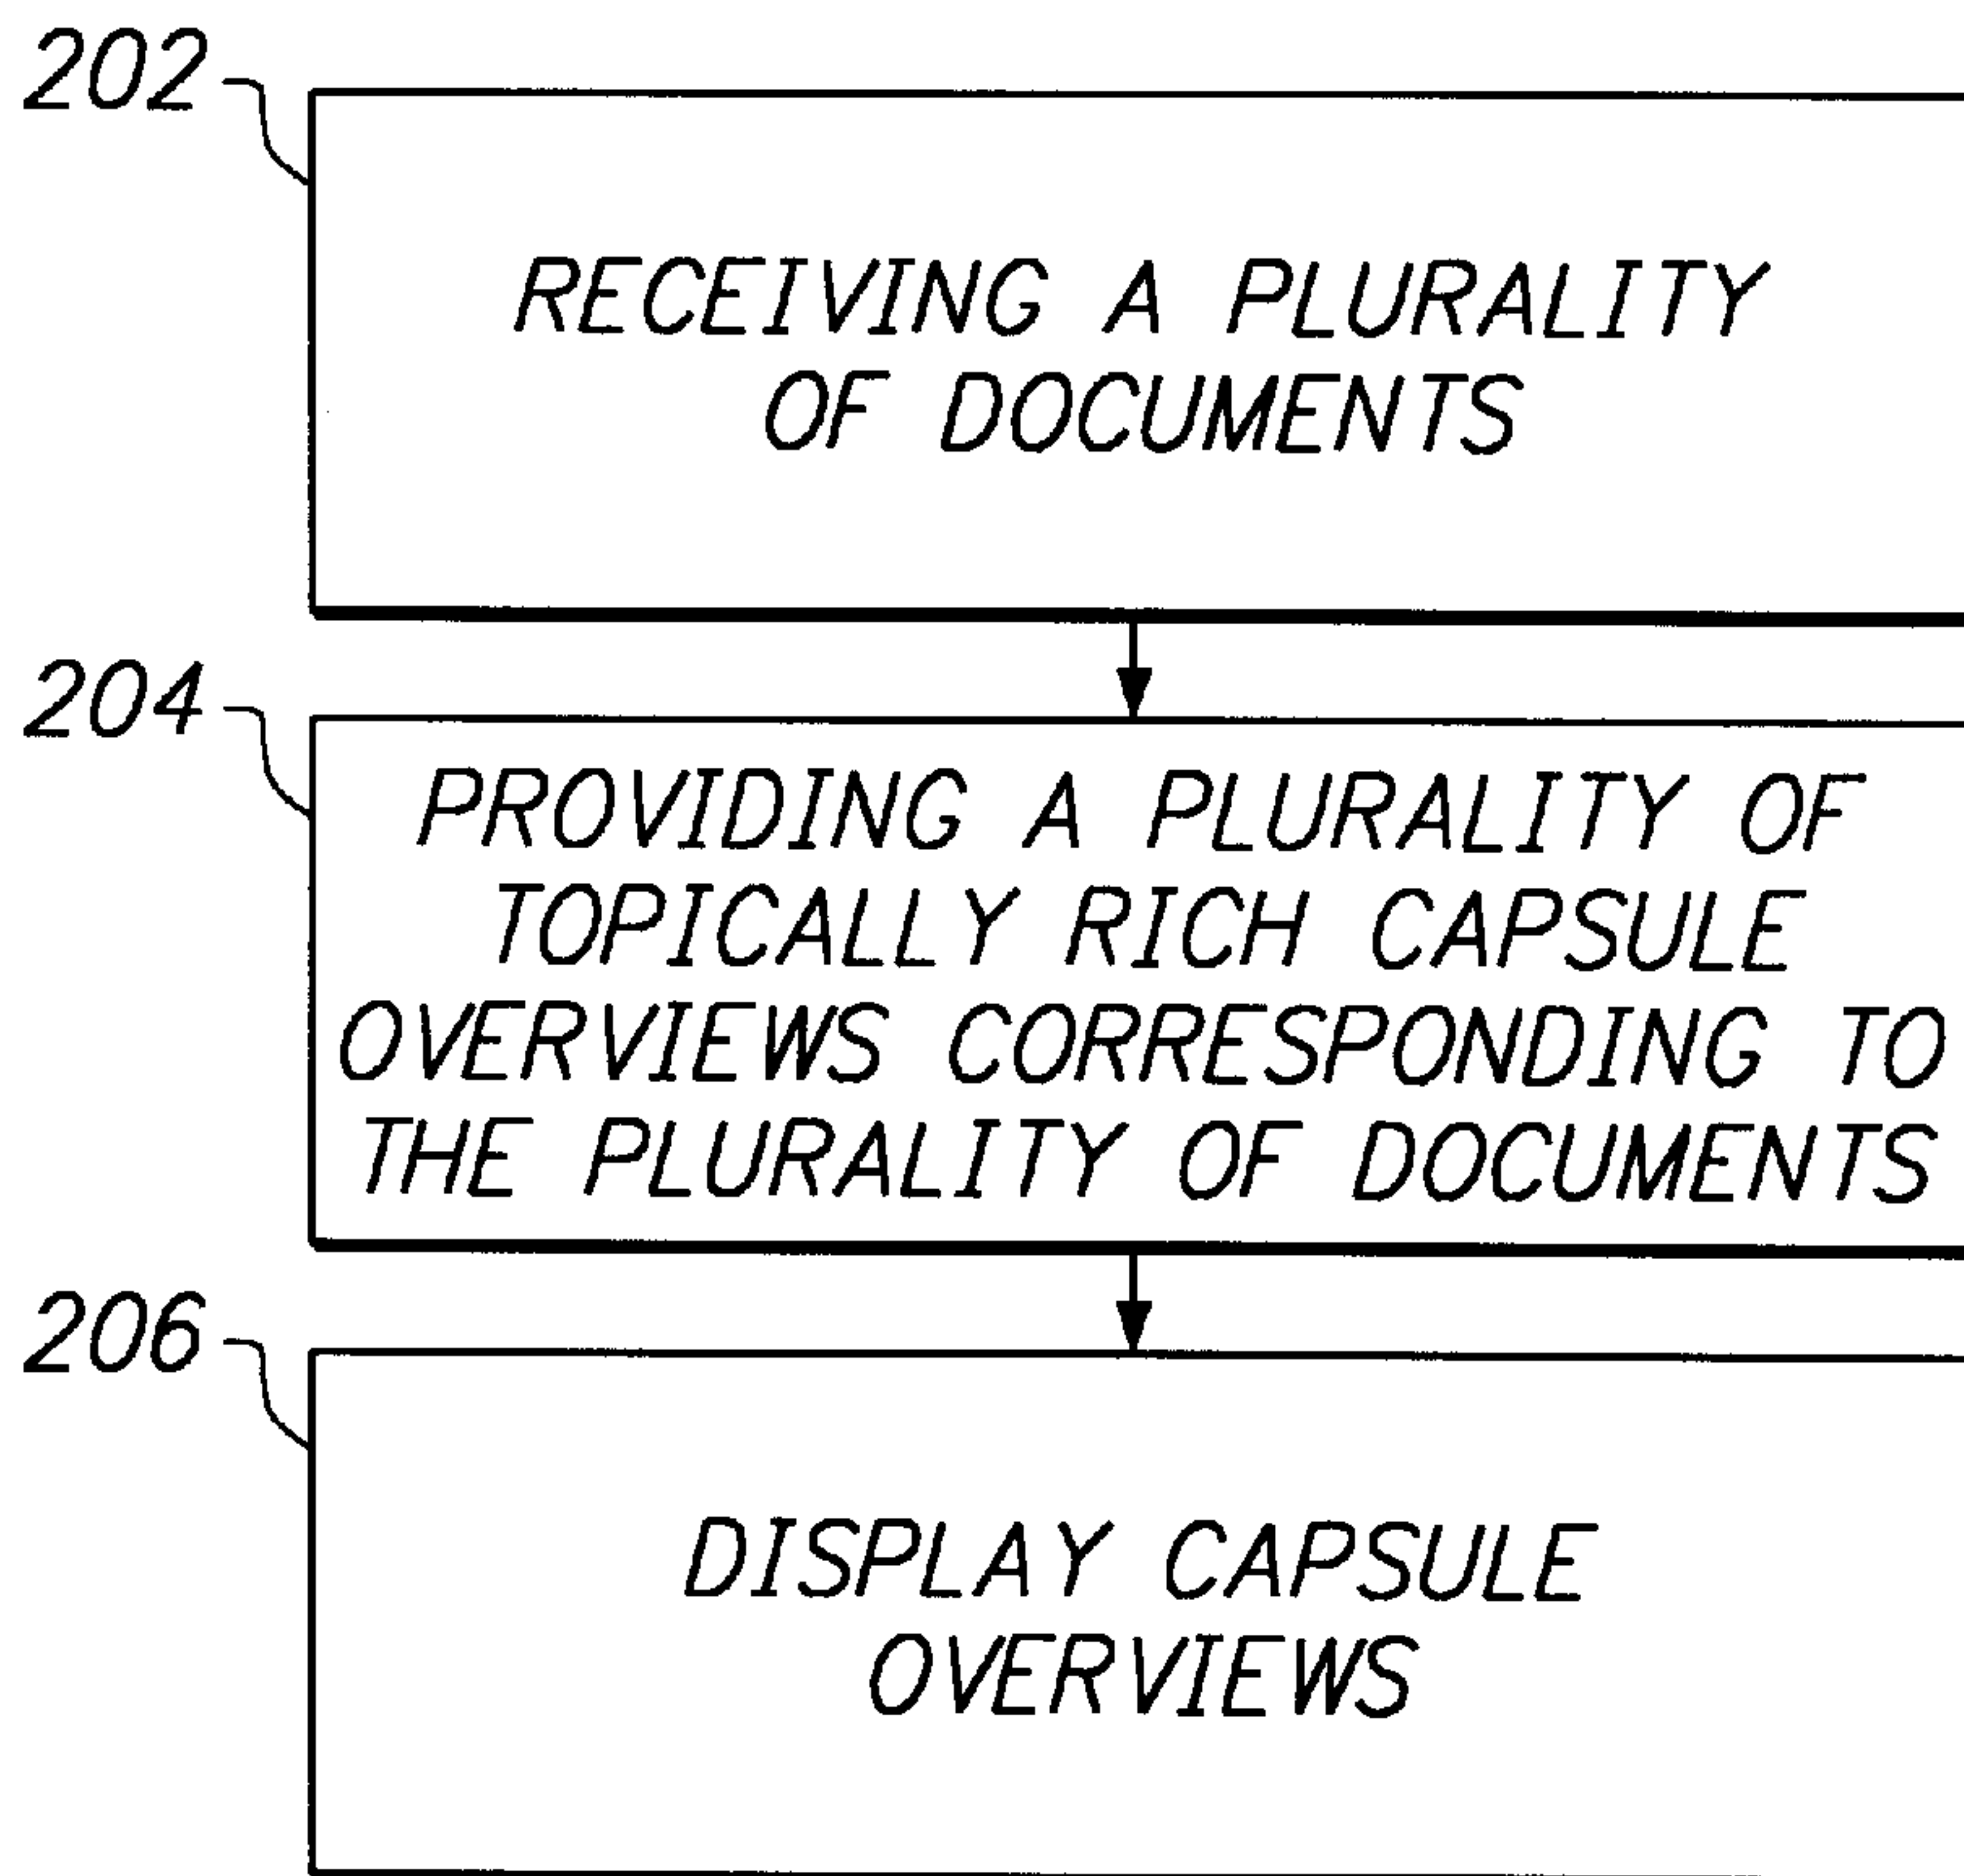 202
RECEIVING A PLURALITY
OF DOCUMENTS
204
PROVIDING A PLURALITY OF
TOPICALLY RICH CAPSULE
OVERVIEWS CORRESPONDING TO
THE PLURALITY OF DOCUMENTS
206
DISPLAY CAPSULE
OVERVIEWS